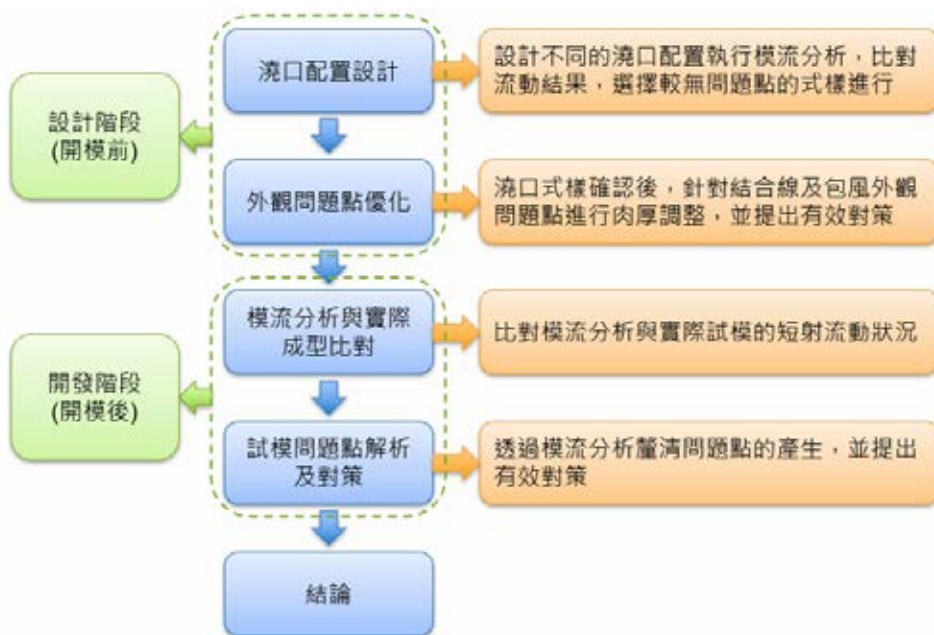 澆口配置設計
設計不同的澆口配置執行模流分析，比對
流動結果，選擇較無問題點的式樣進行
設計階段
(開模前)
外觀問題點優化
澆口式樣確認後，針對結合線及包風外觀
問題點進行肉厚調整，並提出有效對策
模流分析與實際
成型比對
比對模流分析與實際試模的短射流動狀況
開發階段
(開模後)
試模問題點解析
及對策
透過模流分析釐清問題點的產生，並提出
有效對策
結論